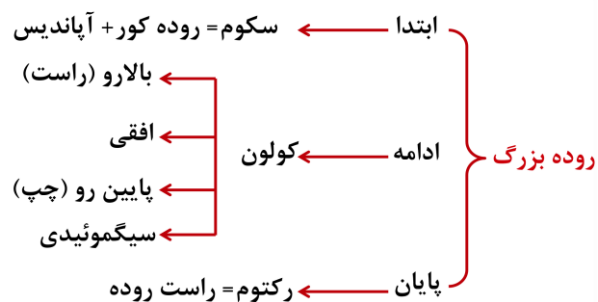 ابتدا
سکوم= روده کور+ آپاندیس
بالارو (راست)
افقی
روده بزرگ
ادامه
کولون
پایین رو (چپ)
سیگموئیدی
پایان
رکتوم= راست روده